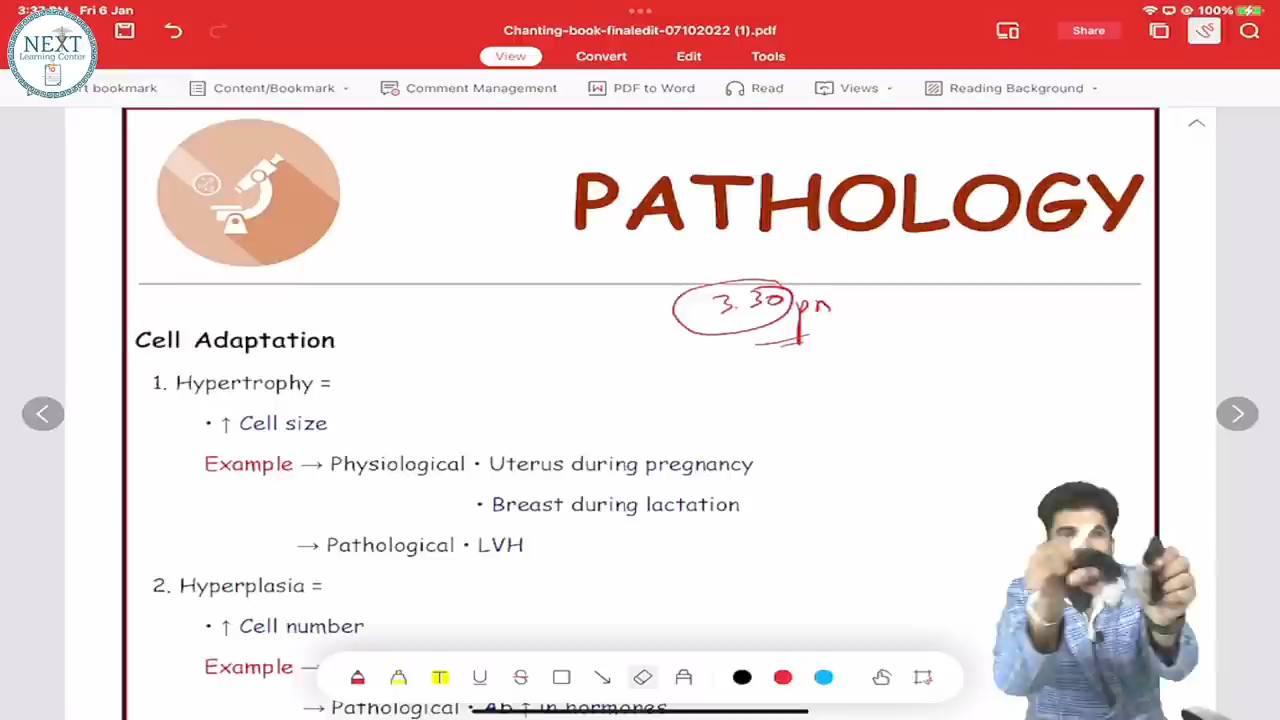 Fri 6 Jan
100%
NEXT
Learning Center
Chanting-book-finaledit-07102022 (1).pdf
Share
View
Convert
Edit
Tools
bookmark
Content/Bookmark
Comment Management
PDF to Word
Read
Views
Reading Background
PATHOLOGY
3.30 pm
Cell Adaptation
1. Hypertrophy =
• ↑ Cell size
Example → Physiological • Uterus during pregnancy
• Breast during lactation
→ Pathological • LVH
2. Hyperplasia =
• ↑ Cell number
Example →
→ Pathological • Ab ↑ in hormones